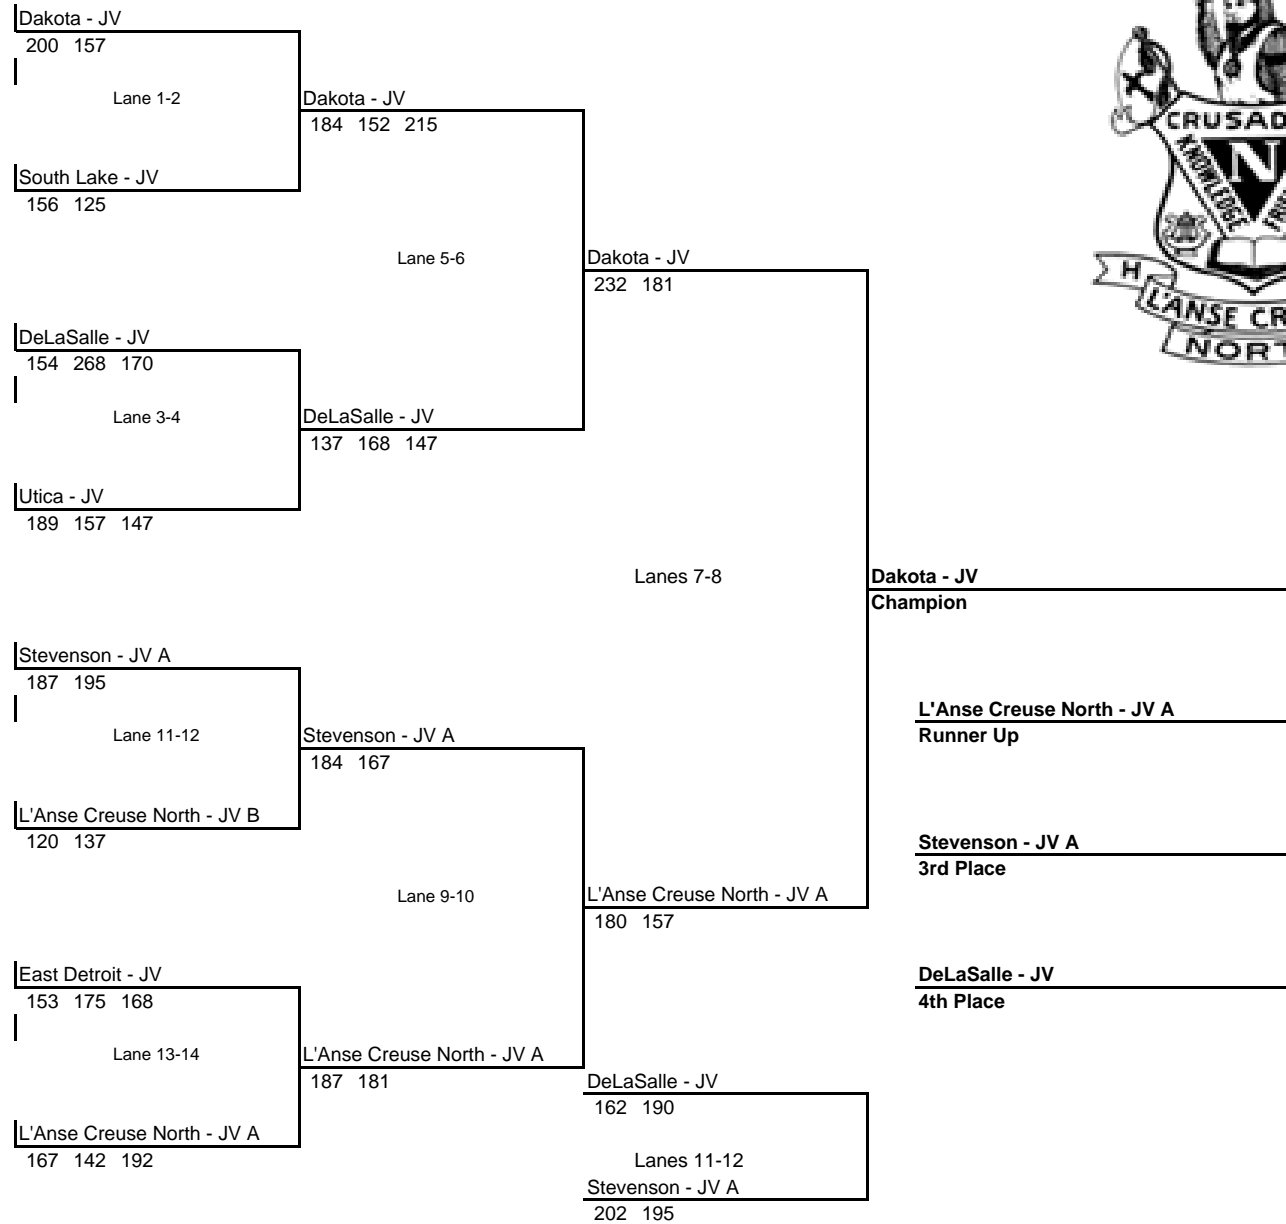 Dakota - JV
200 157
Lane 1-2
South Lake - JV
156 125
Dakota - JV
184 152 215
Lane 5-6
DeLaSalle - JV
154 268 170
Lane 3-4
Utica - JV
189 157 147
DeLaSalle - JV
137 168 147
Dakota - JV
232 181
Lanes 7-8
Stevenson - JV A
187 195
Lane 11-12
L'Anse Creuse North - JV B
120 137
Stevenson - JV A
184 167
Lane 9-10
East Detroit - JV
153 175 168
Lane 13-14
L'Anse Creuse North - JV A
167 142 192
L'Anse Creuse North - JV A
187 181
L'Anse Creuse North - JV A
180 157
DeLaSalle - JV
162 190
Lanes 11-12
Stevenson - JV A
202 195
Dakota - JV
Champion
L'Anse Creuse North - JV A
Runner Up
Stevenson - JV A
3rd Place
DeLaSalle - JV
4th Place
CRUSAD
KNOWLEDGE
N
H
L'ANSE CR
NORT